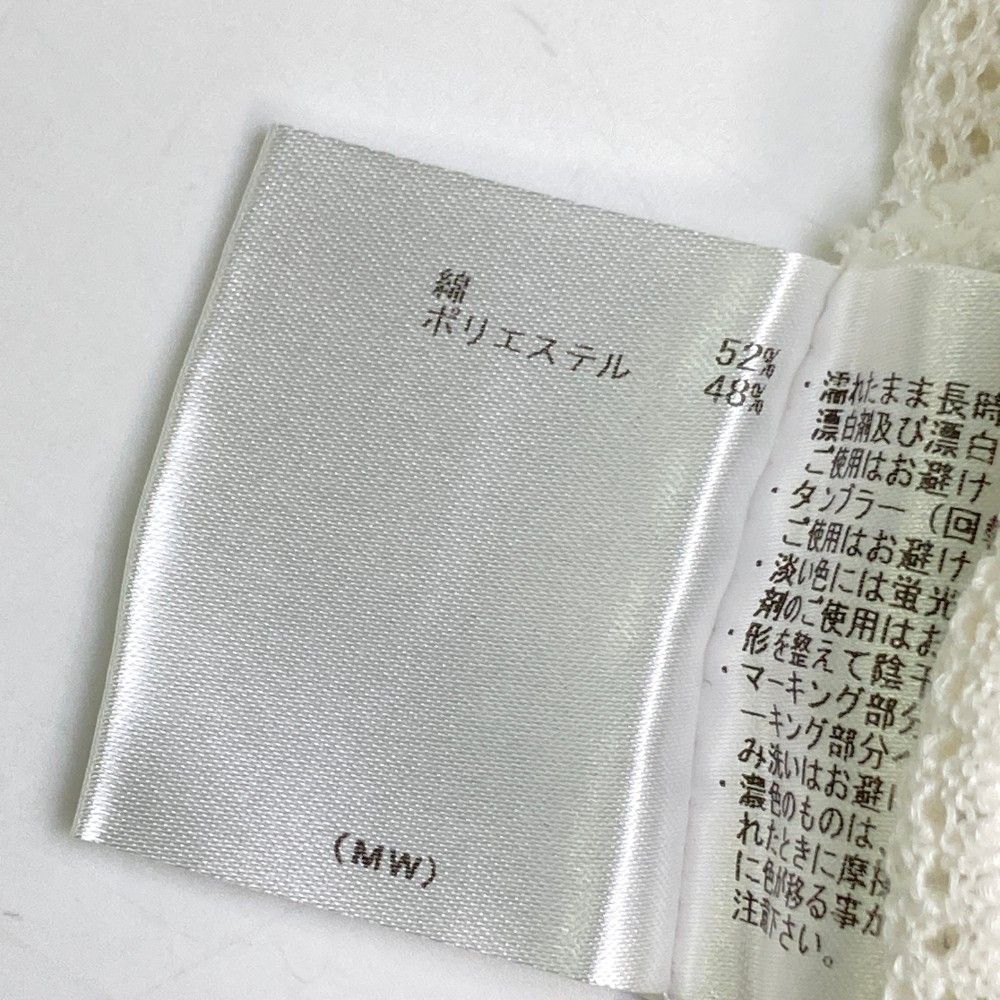 綿 52%
ポリエステル 48%
(MW)
・濡れたまま長時
漂白剤及び漂白
ご使用はお避け
・タンブラー(回
ご使用はお避け
・淡い色には蛍光
剤のご使用はお
・形を整えて陰干
・マーキング部分
ーキング部分
み洗いはお避け
・濃色のものは、
れたときに摩
に色が移る事が
注意下さい。